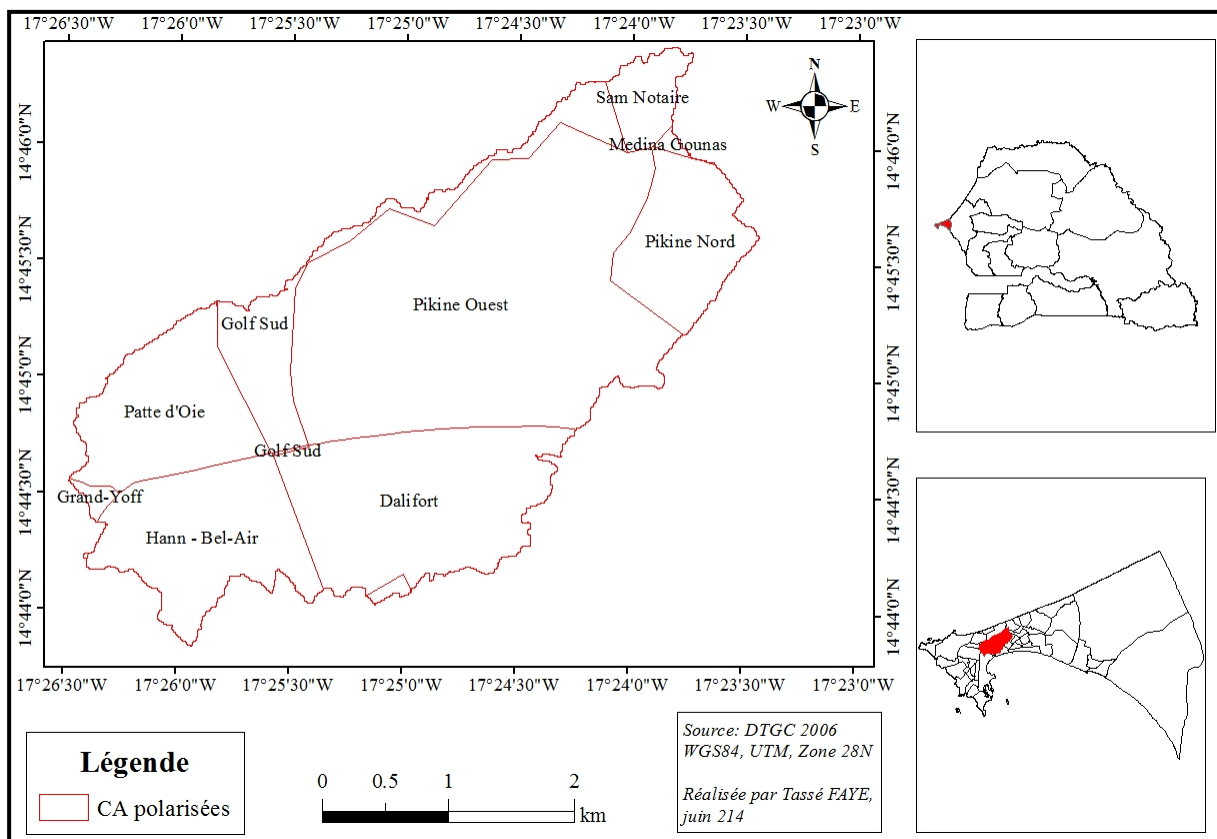 17°26'30"W 17°26'0"W 17°25'30"W 17°25'0"W 17°24'30"W 17°24'0"W 17°23'30"W 17°23'0"W
N
W E
S
Sam Notaire
Medina Gounas
Pikine Nord
Pikine Ouest
Golf Sud
Patte d'Oie
Golf Sud
Grand-Yoff
Dalifort
Hann - Bel-Air
14°46'0"N
14°45'30"N
14°45'0"N
14°44'30"N
14°44'0"N
14°46'0"N
14°45'30"N
14°45'0"N
14°44'30"N
14°44'0"N
17°26'30"W 17°26'0"W 17°25'30"W 17°25'0"W 17°24'30"W 17°24'0"W 17°23'30"W 17°23'0"W
Légende
CA polarisées
0 0.5 1 2
km
Source: DTGC 2006
WGS84, UTM, Zone 28N
Réalisée par Tassé FAYE,
juin 214